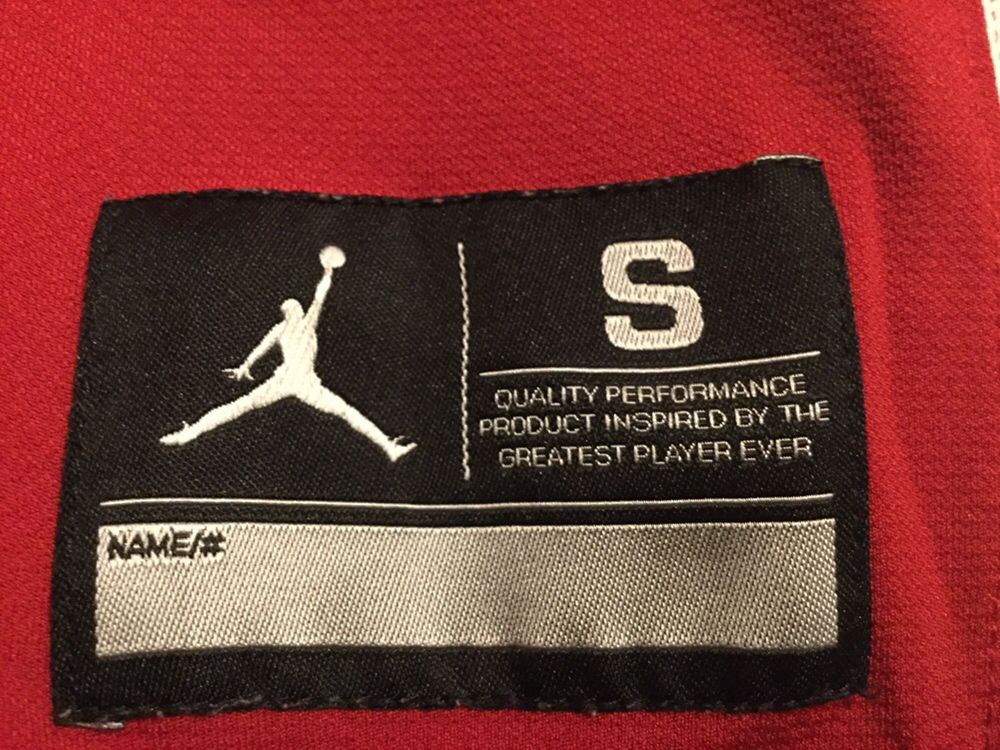 S
QUALITY PERFORMANCE
PRODUCT INSPIRED BY THE
GREATEST PLAYER EVER
NAME/#